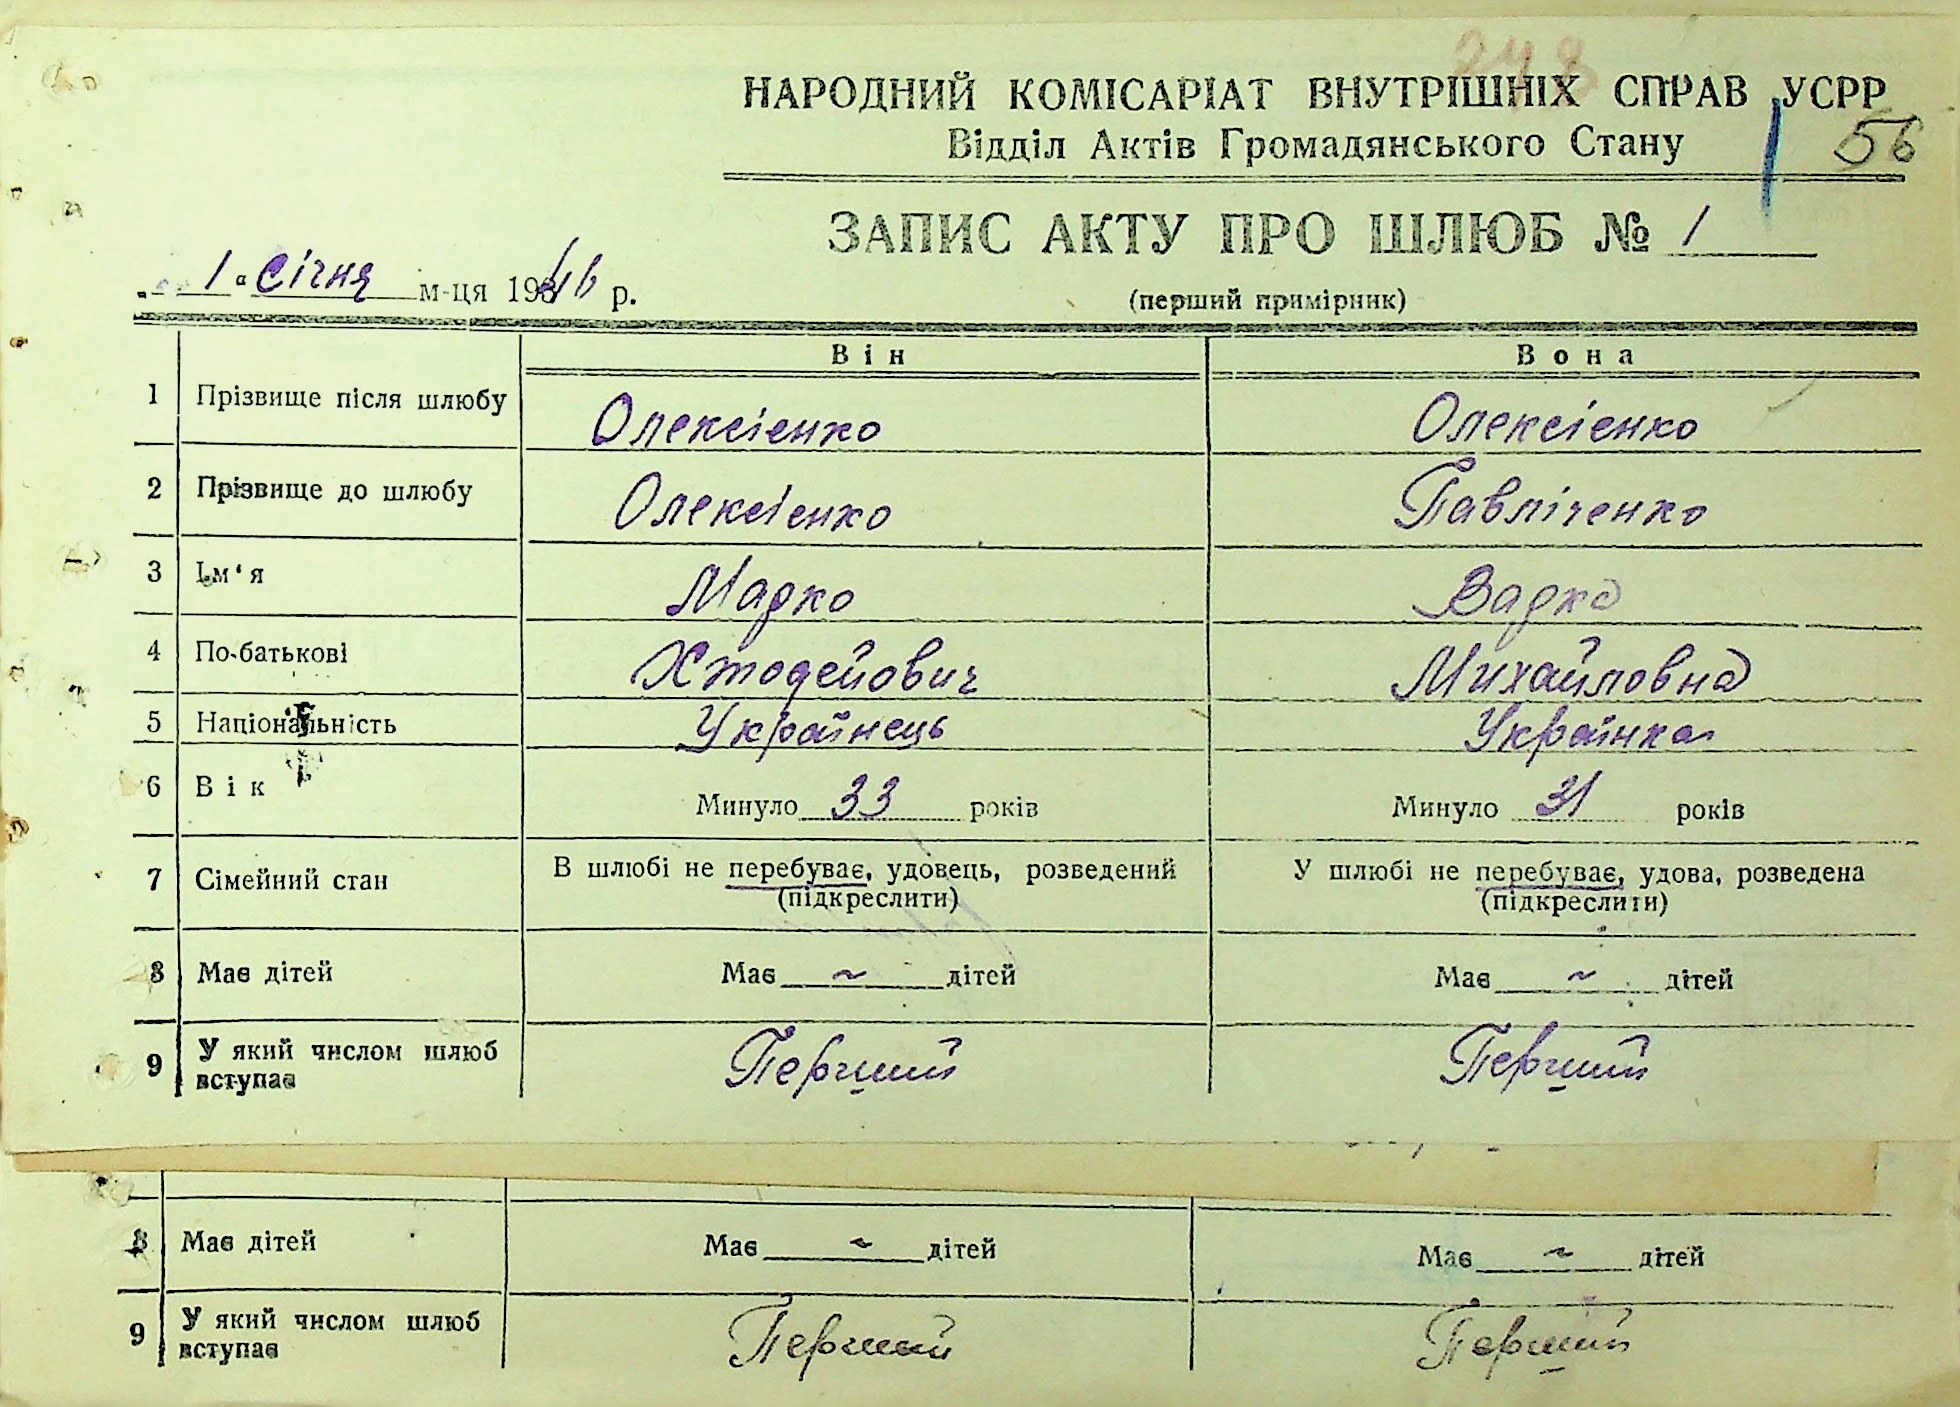 248
НАРОДНИЙ КОМІСАРІАТ ВНУТРІШНІХ СПРАВ УСРР
Відділ Актів Громадянського Стану
56
ЗАПИС АКТУ ПРО ШЛЮБ № 1
1 " Січня м-ця 1946 р.
(перший примірник)
Він Вона
1 Прізвище після шлюбу Олексієнко Олексієнко
2 Прізвище до шлюбу Олексієнко Павліченко
3 Ім'я Марко Варка
4 По-батькові Михайловна
5 Національність Українець Українка
6 Вік Минуло 33 років Минуло 31 років
7 Сімейний стан В шлюбі не перебуває, удовець, розведений У шлюбі не перебуває, удова, розведена
(підкреслити) (підкреслити)
8 Має дітей Має ~ дітей Має ~ дітей
9 У який числом шлюб вступає Перший Перший
8 Має дітей Має ~ дітей Має ~ дітей
9 У який числом шлюб вступає Перший Перший